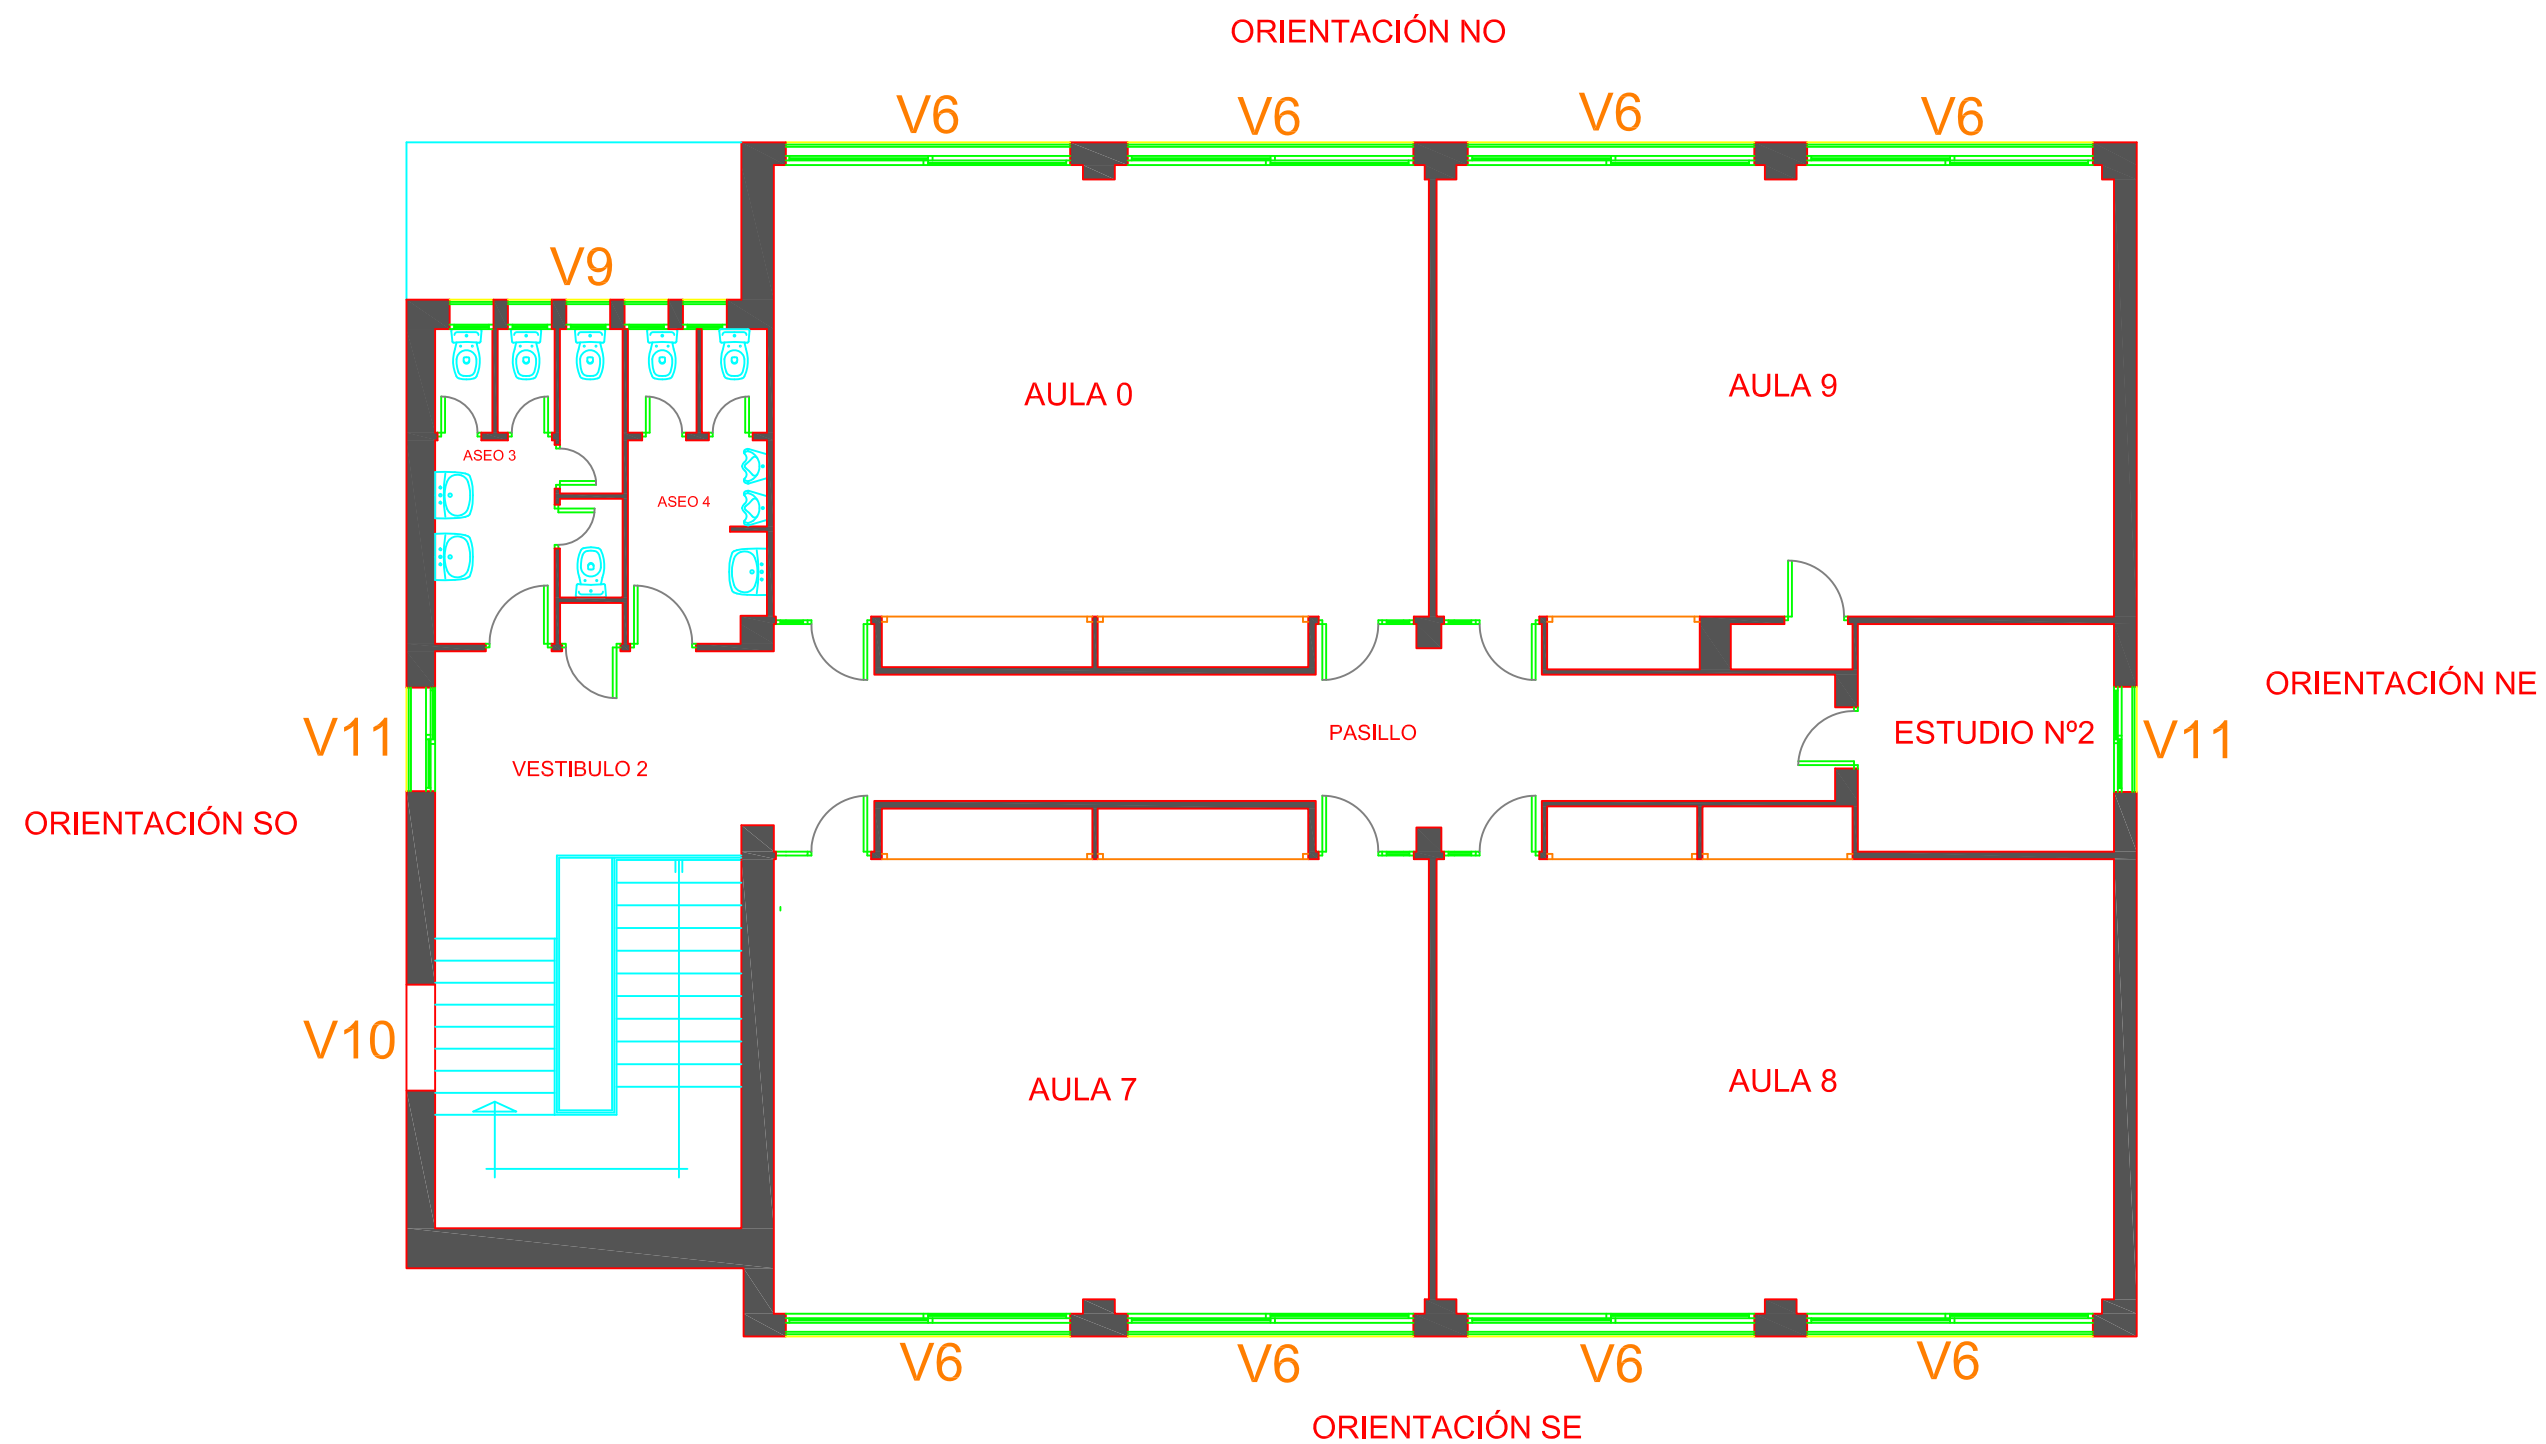 ORIENTACIÓN NO
V6
V6
V6
V6
V9
AULA 0
AULA 9
ASEO 3
ASEO 4
ORIENTACIÓN NE
V11
PASILLO
ESTUDIO Nº2
V11
VESTIBULO 2
ORIENTACIÓN SO
V10
AULA 7
AULA 8
V6
V6
V6
V6
ORIENTACIÓN SE